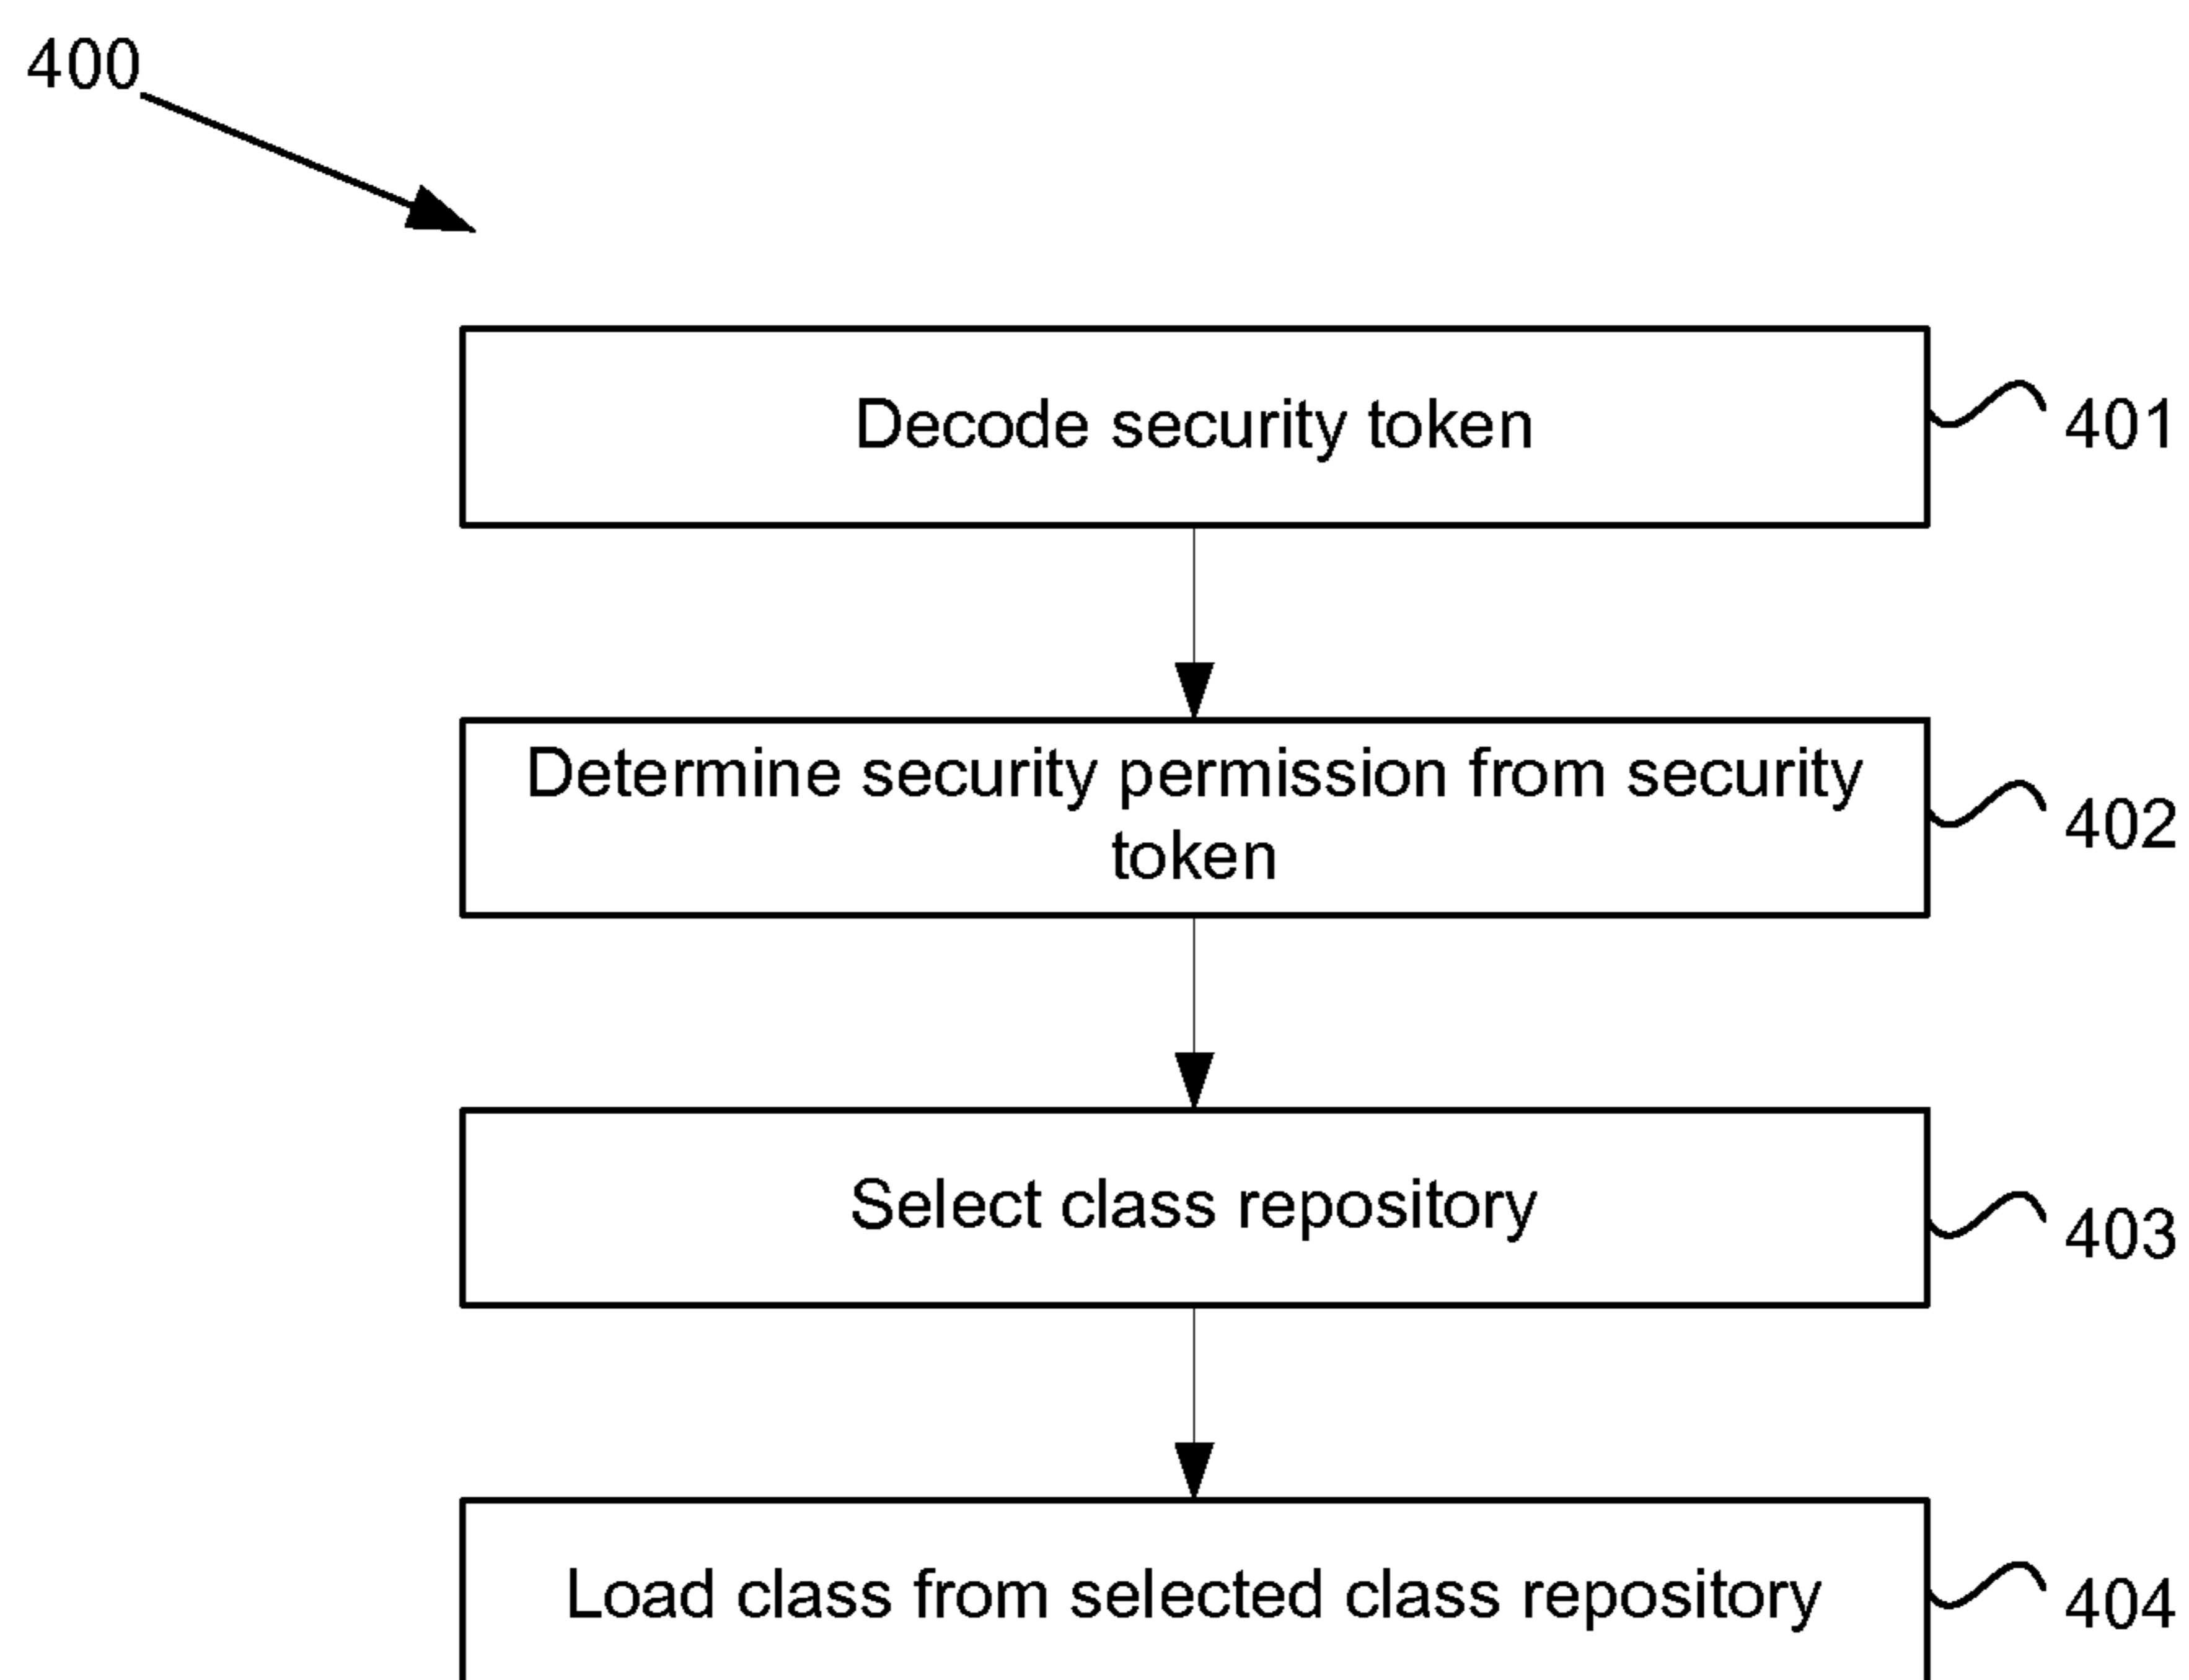 400
Decode security token
401
Determine security permission from security
token
402
Select class repository
403
Load class from selected class repository
404